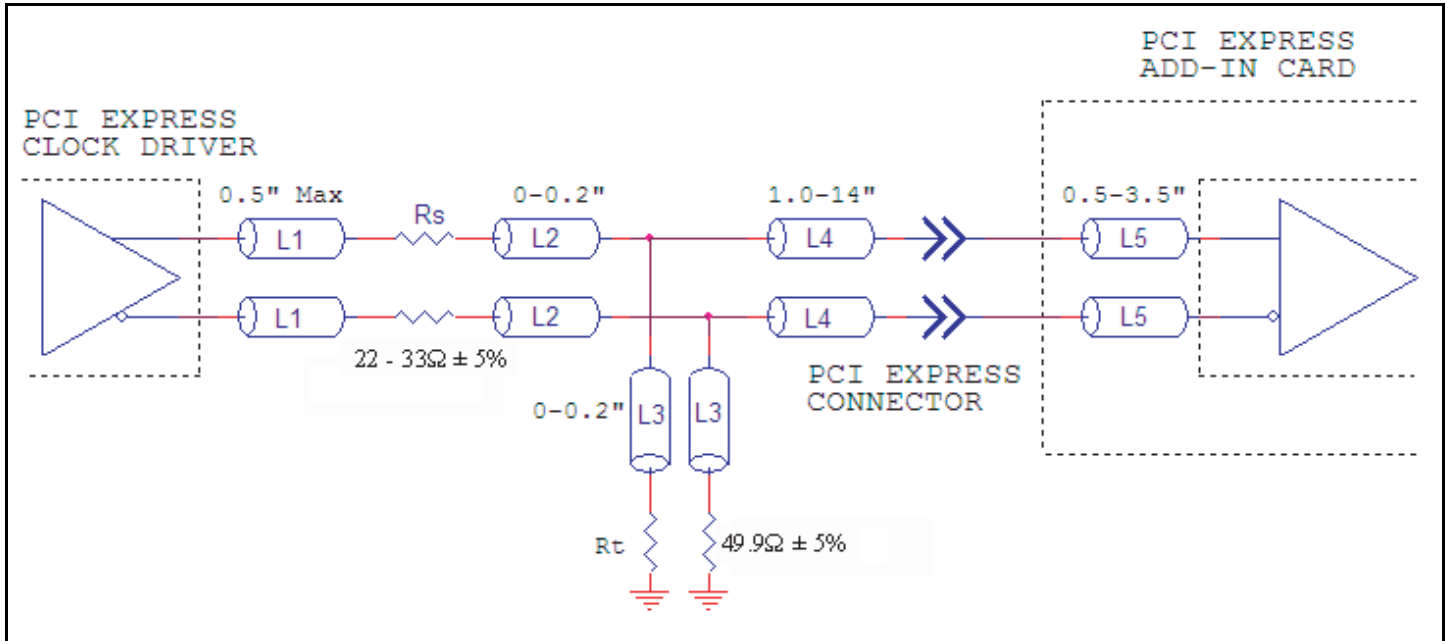 PCI EXPRESS
ADD-IN CARD
PCI EXPRESS
CLOCK DRIVER
0.5" Max
Rs
0-0.2"
1.0-14"
0.5-3.5"
L1
L2
L4
L5
L1
L2
L4
L5
22 - 33Ω ± 5%
PCI EXPRESS
CONNECTOR
0-0.2"
L3
L3
Rt
49.9Ω ± 5%